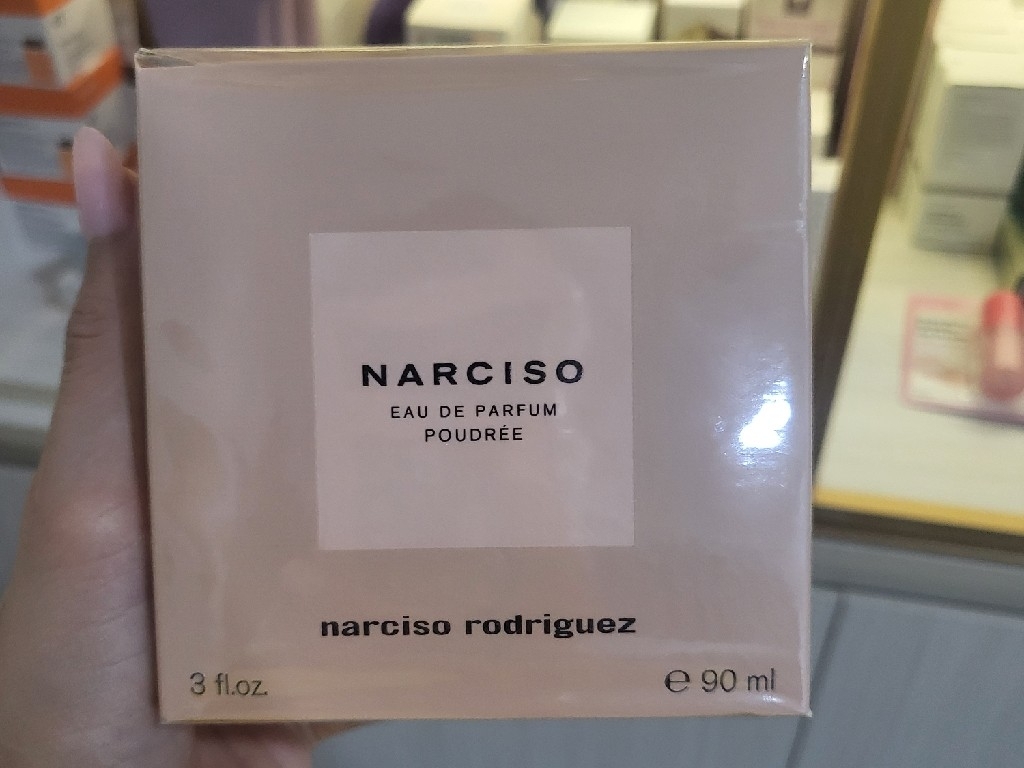 NARCISO
EAU DE PARFUM
POUDRÉE
narciso rodriguez
3 fl.oz.
℮ 90 ml